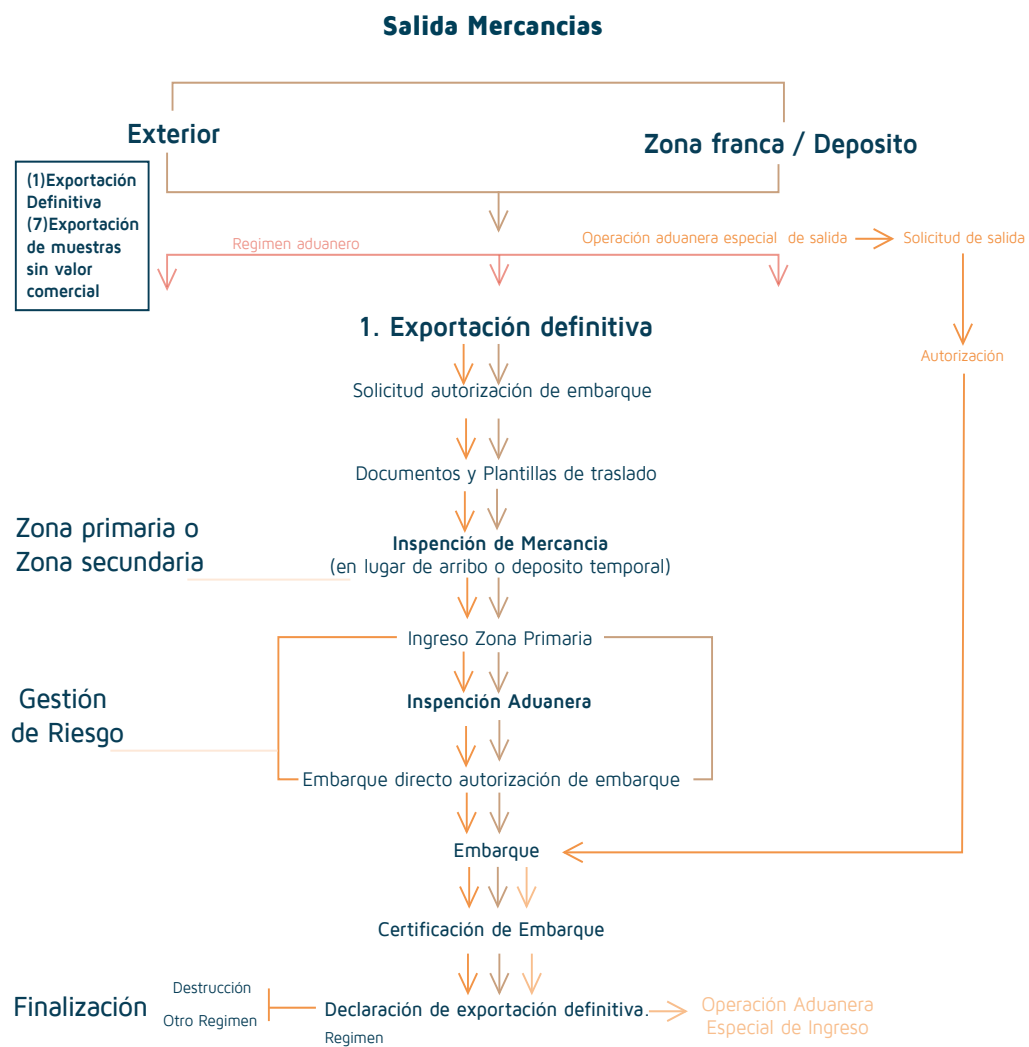 Salida Mercancias
Exterior
Zona franca / Deposito
(1)Exportación
Definitiva
(7)Exportación
de muestras
sin valor
comercial
Regimen aduanero
Operación aduanera especial de salida
Solicitud de salida
Autorización
1. Exportación definitiva
Solicitud autorización de embarque
Documentos y Plantillas de traslado
Zona primaria o
Zona secundaria
Inspención de Mercancia
(en lugar de arribo o deposito temporal)
Ingreso Zona Primaria
Gestión
de Riesgo
Inspención Aduanera
Embarque directo autorización de embarque
Embarque
Certificación de Embarque
Finalización
Destrucción
Otro Regimen
Declaración de exportación definitiva.
Regimen
Operación Aduanera
Especial de Ingreso